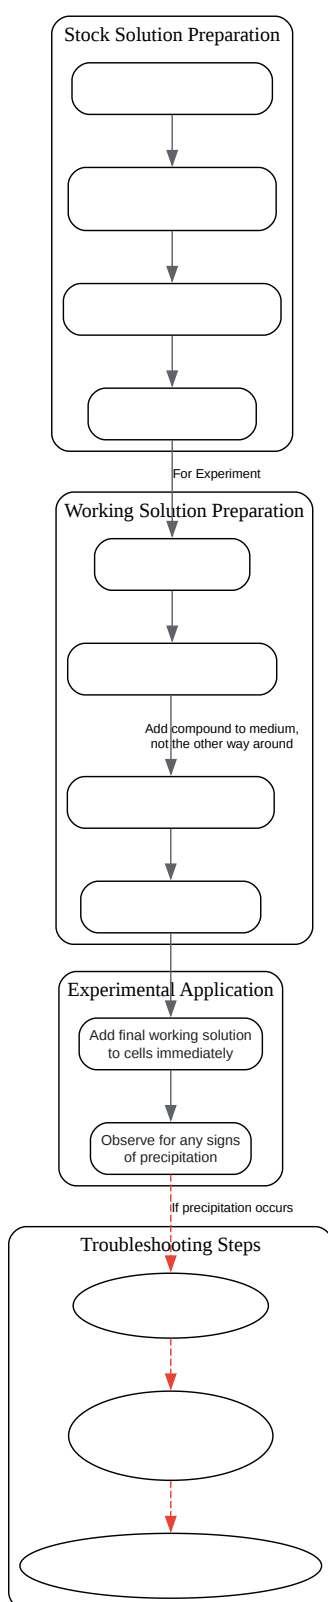 Stock Solution Preparation
For Experiment
Working Solution Preparation
Add compound to medium,
not the other way around
Experimental Application
Add final working solution
to cells immediately
Observe for any signs
of precipitation
If precipitation occurs
Troubleshooting Steps